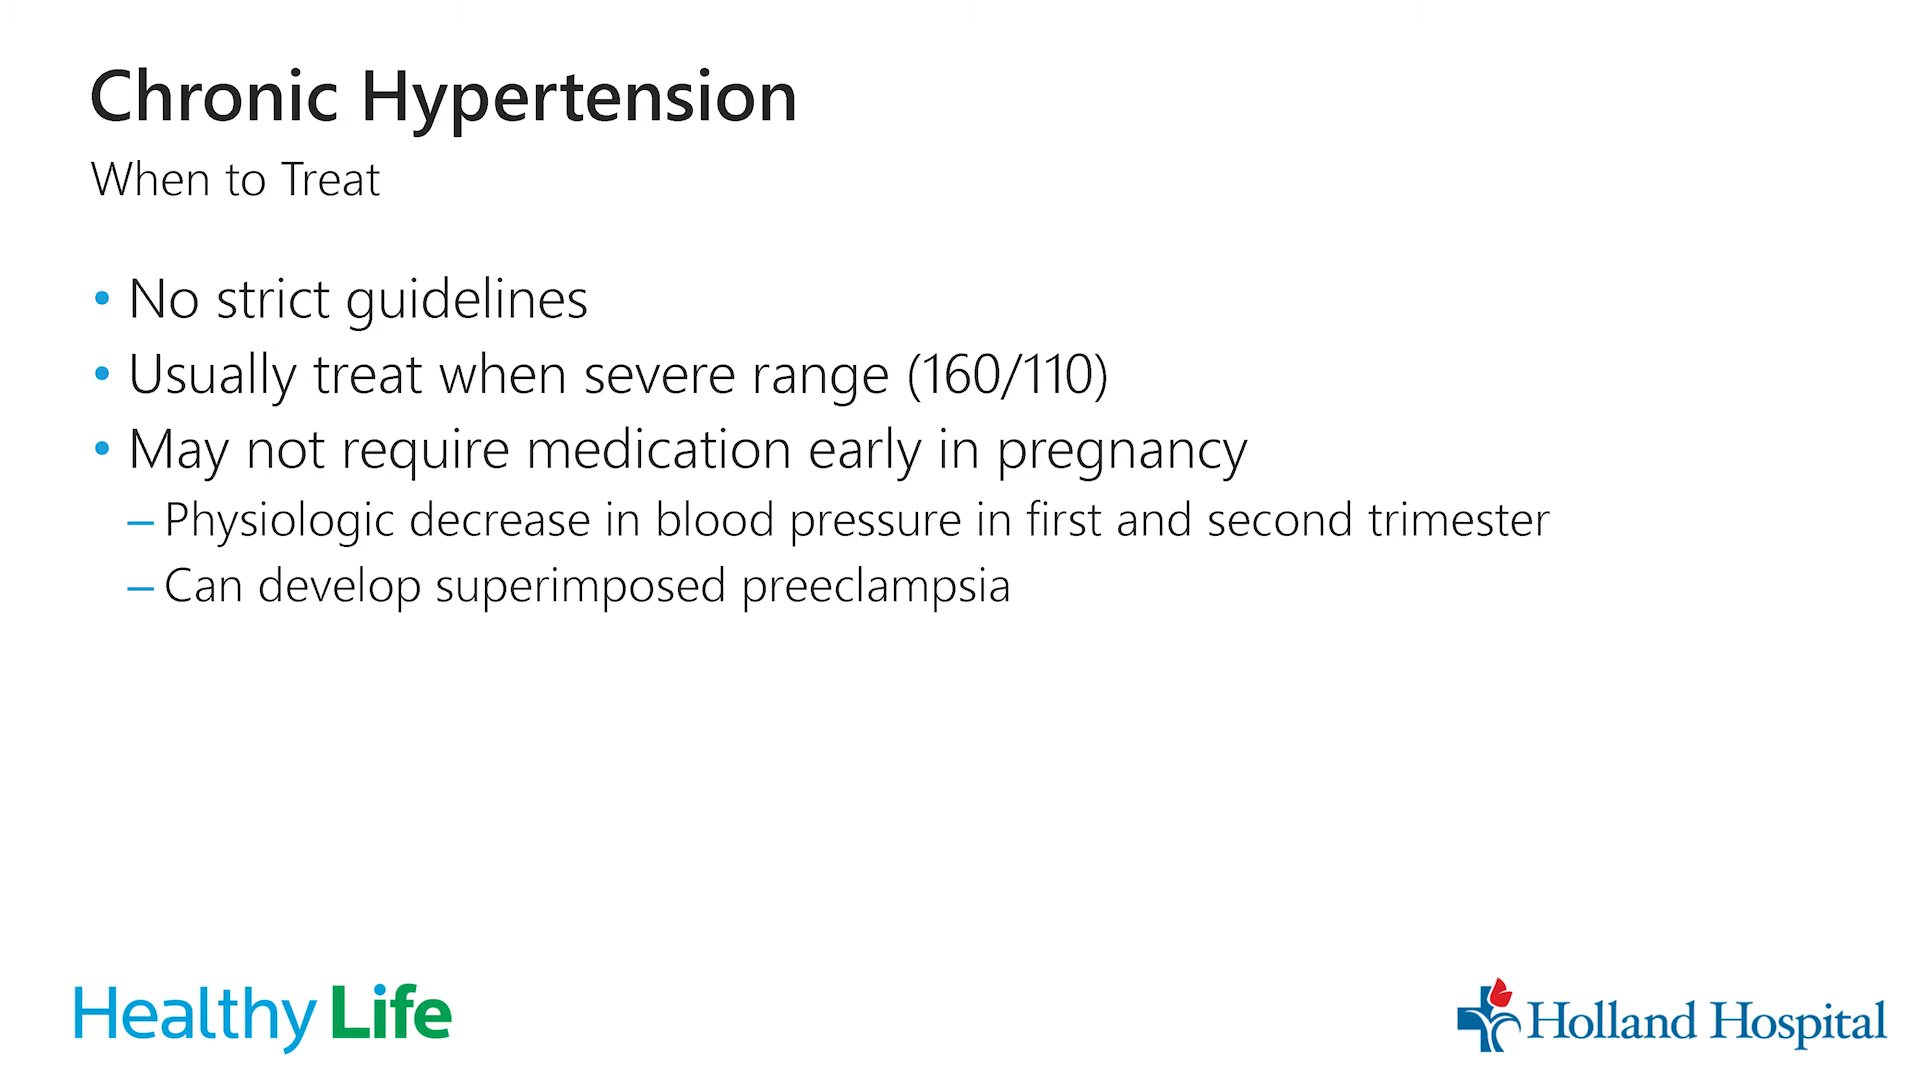 Chronic Hypertension
When to Treat
• No strict guidelines
• Usually treat when severe range (160/110)
• May not require medication early in pregnancy
– Physiologic decrease in blood pressure in first and second trimester
– Can develop superimposed preeclampsia
Healthy Life
Holland Hospital